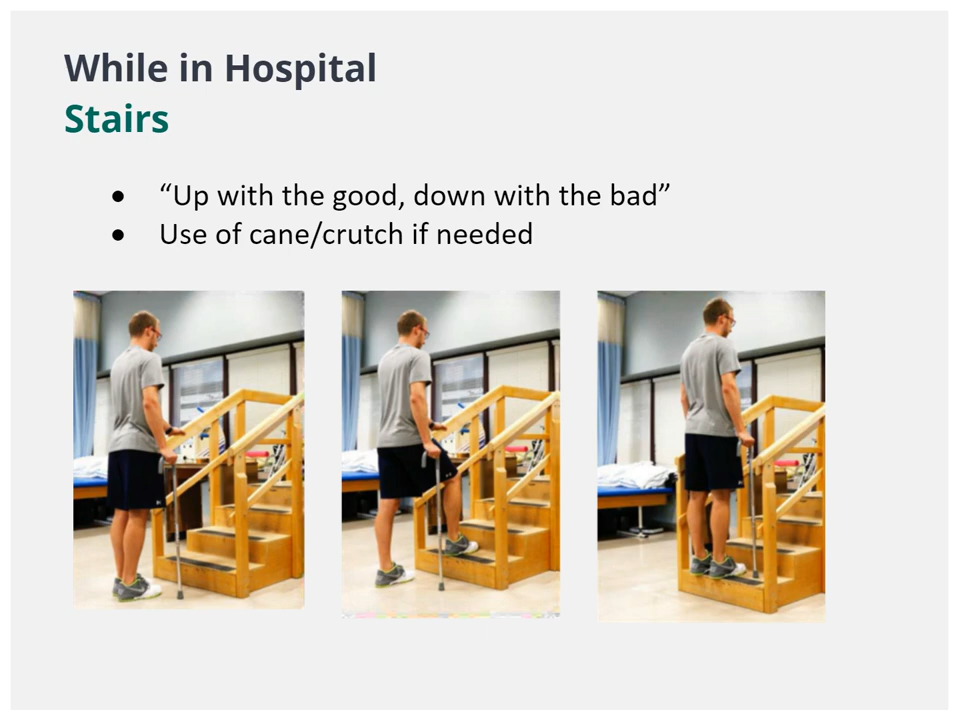 While in Hospital
Stairs
• “Up with the good, down with the bad”
• Use of cane/crutch if needed